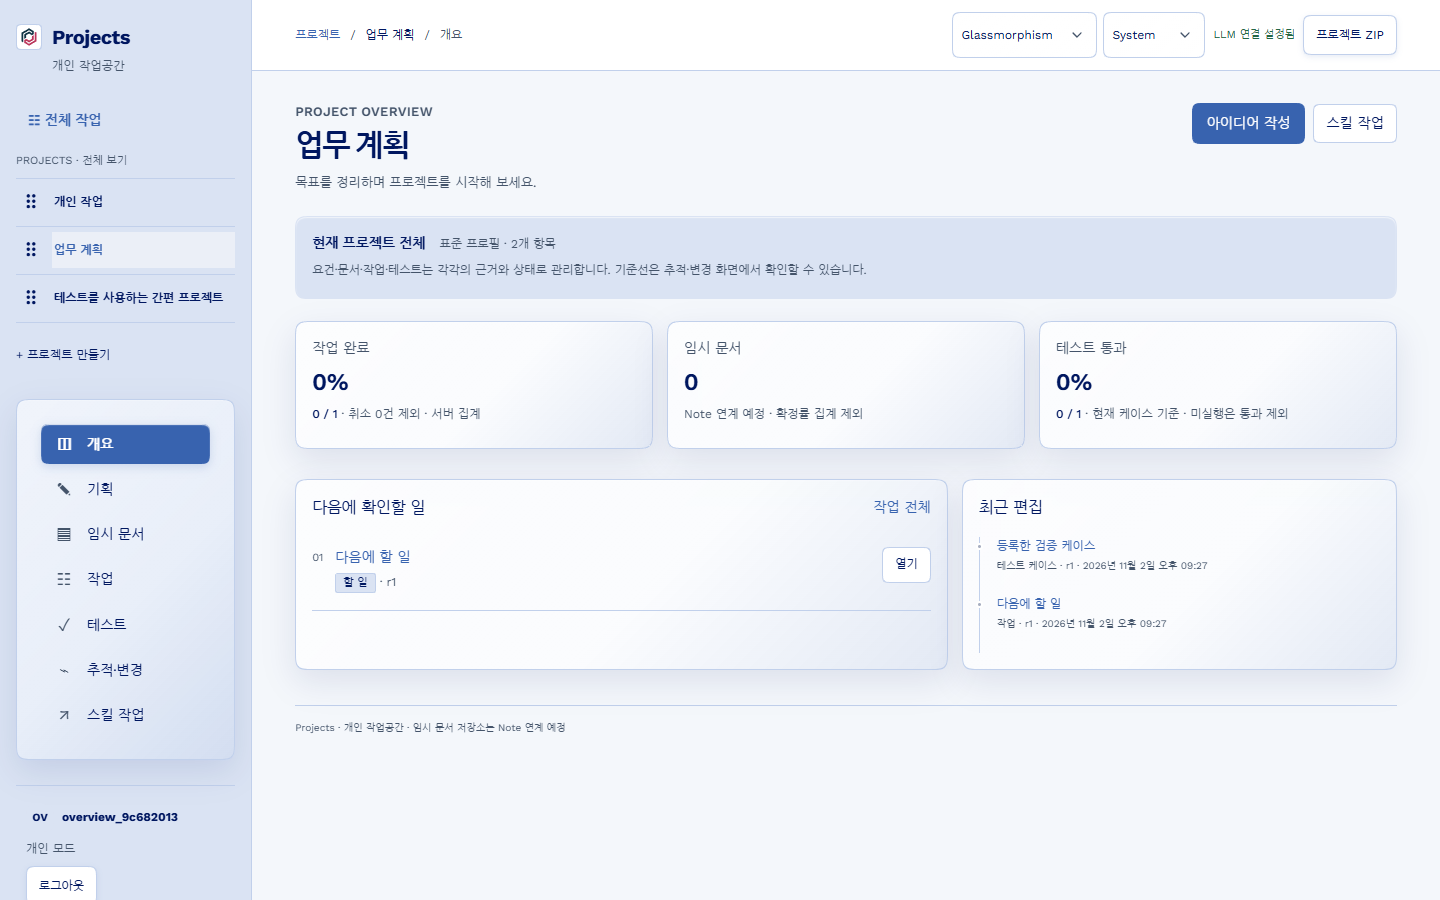 Projects
개인 작업공간
전체 작업
PROJECTS · 전체 보기
개인 작업
업무 계획
테스트를 사용하는 간편 프로젝트
+ 프로젝트 만들기
개요
기획
임시 문서
작업
테스트
추적·변경
스킬 작업
OV overview_9c682013
개인 모드
로그아웃
프로젝트 / 업무 계획 / 개요
Glassmorphism
System
LLM 연결 설정됨
프로젝트 ZIP
PROJECT OVERVIEW
업무 계획
목표를 정리하며 프로젝트를 시작해 보세요.
아이디어 작성
스킬 작업
현재 프로젝트 전체 표준 프로필 · 2개 항목
요건·문서·작업·테스트는 각각의 근거와 상태로 관리합니다. 기준선은 추적·변경 화면에서 확인할 수 있습니다.
작업 완료
0%
0 / 1 · 취소 0건 제외 · 서버 집계
임시 문서
0
Note 연계 예정 · 확정률 집계 제외
테스트 통과
0%
0 / 1 · 현재 케이스 기준 · 미실행은 통과 제외
다음에 확인할 일
작업 전체
01 다음에 할 일
할 일 · r1
열기
최근 편집
등록한 검증 케이스
테스트 케이스 · r1 · 2026년 11월 2일 오후 09:27
다음에 할 일
작업 · r1 · 2026년 11월 2일 오후 09:27
Projects · 개인 작업공간 · 임시 문서 저장소는 Note 연계 예정